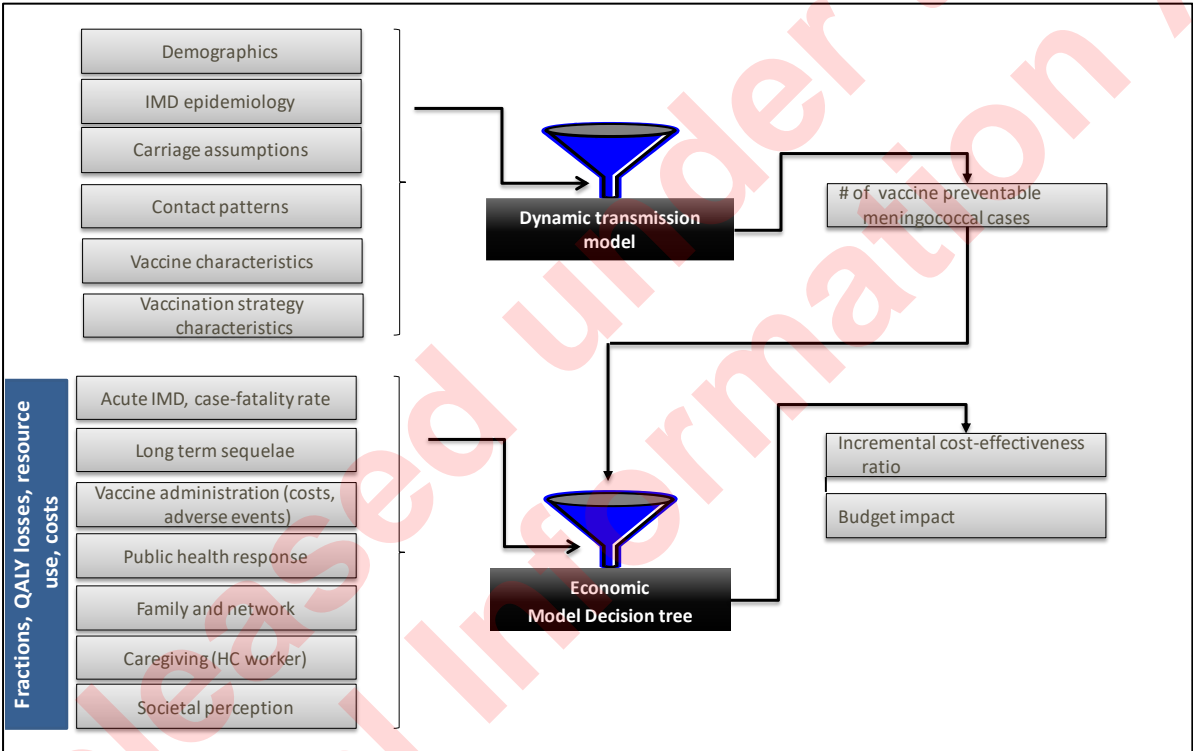 Demographics
IMD epidemiology
Carriage assumptions
Contact patterns
Vaccine characteristics
Vaccination strategy
characteristics
Dynamic transmission
model
# of vaccine preventable
meningococcal cases
Fractions, QALY losses, resource
use, costs
Acute IMD, case-fatality rate
Long term sequelae
Vaccine administration (costs,
adverse events)
Public health response
Family and network
Caregiving (HC worker)
Societal perception
Economic
Model Decision tree
Incremental cost-effectiveness
ratio
Budget impact
eleased under
Information A